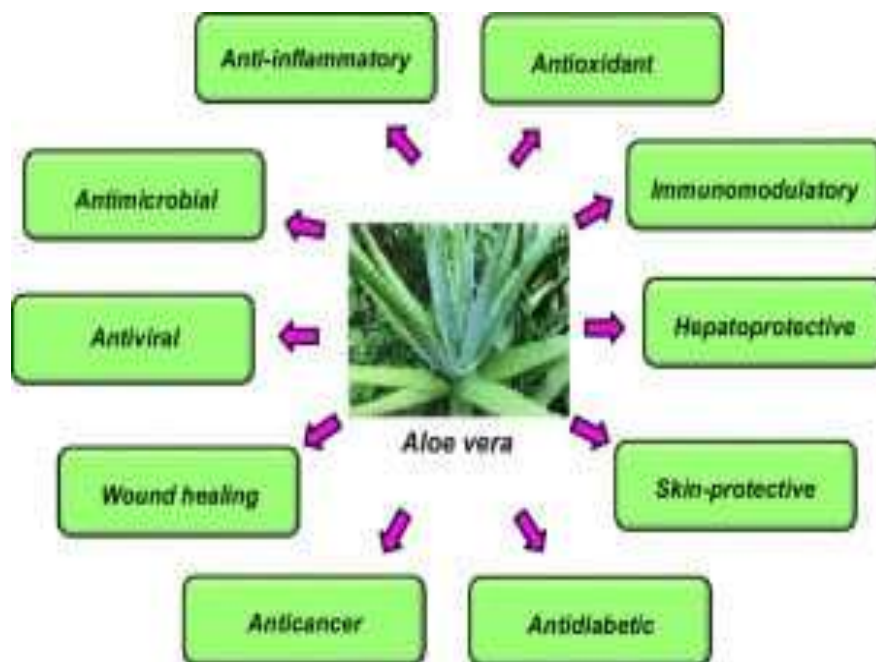 Anti-inflammatory
Antioxidant
Antimicrobial
Immunomodulatory
Antiviral
Hepatoprotective
Aloe vera
Wound healing
Skin-protective
Anticancer
Antidiabetic